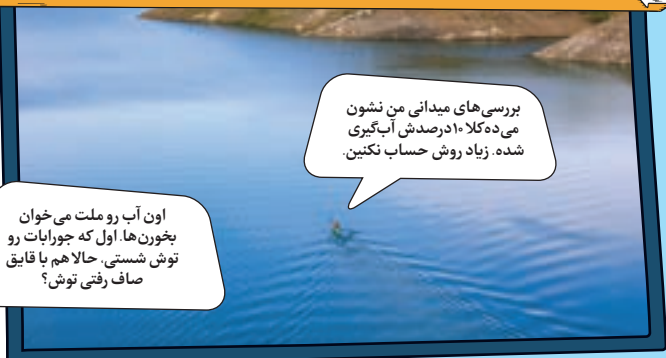 بررسی‌های میدانی من نشون
می‌ده کلا ۱۰ درصدش آب‌گیری
شده. زیاد روش حساب نکنین.
اون آب رو ملت می‌خوان
بخورن‌ها. اول که جورابات رو
توش شستی، حالا هم با قایق
صاف رفتی توش؟